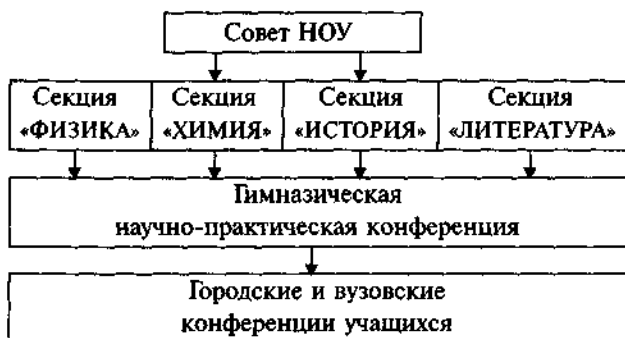 Совет НОУ
Секция «ФИЗИКА»
Секция «ХИМИЯ»
Секция «ИСТОРИЯ»
Секция «ЛИТЕРАТУРА»
Гимназическая
научно-практическая конференция
Городские и вузовские
конференции учащихся